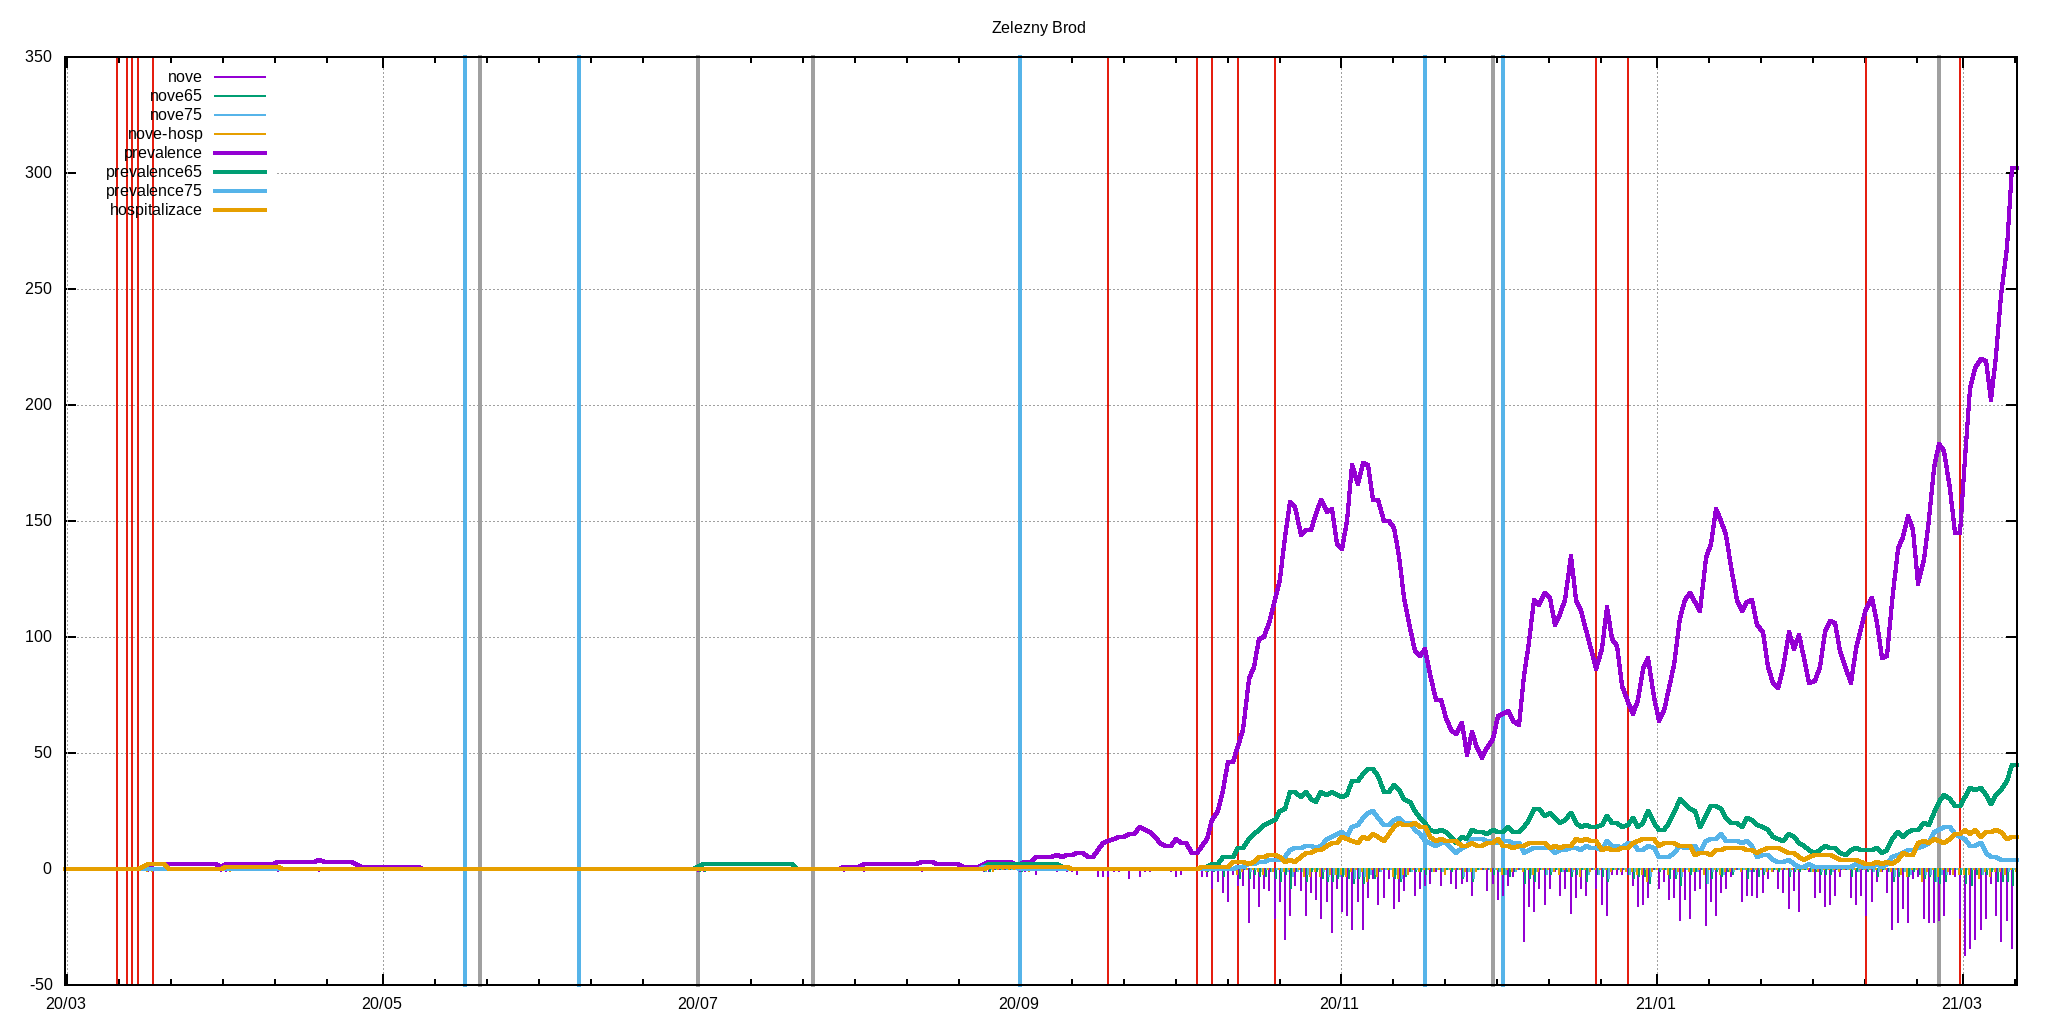 Zelezny Brod
350
300
250
200
150
100
50
0
-50
nove
nove65
nove75
nove-hosp
prevalence
prevalence65
prevalence75
hospitalizace
20/03 20/05 20/07 20/09 20/11 21/01 21/03